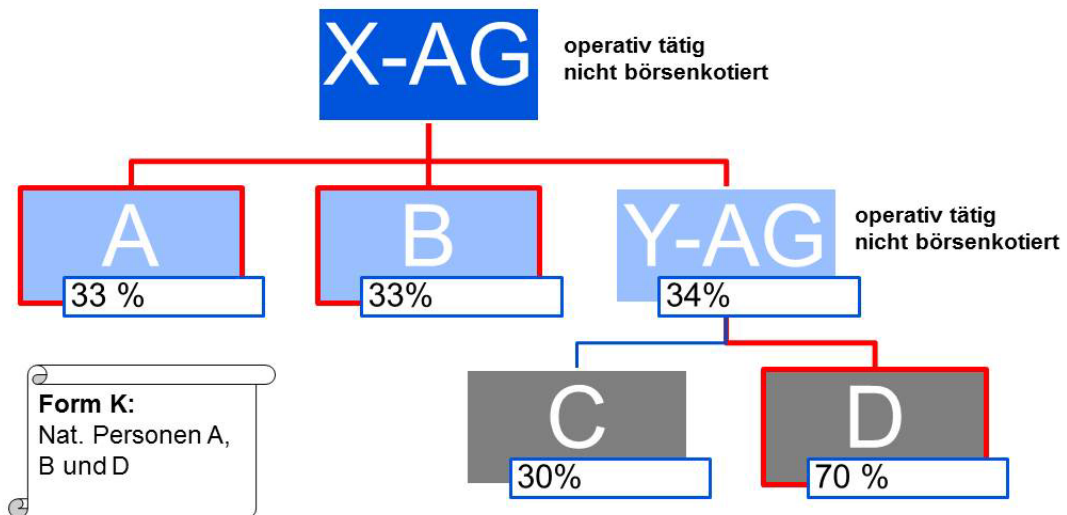 X-AG
operativ tätig
nicht börsenkotiert
A
33 %
B
33%
Y-AG
34%
operativ tätig
nicht börsenkotiert
Form K:
Nat. Personen A,
B und D
C
30%
D
70 %